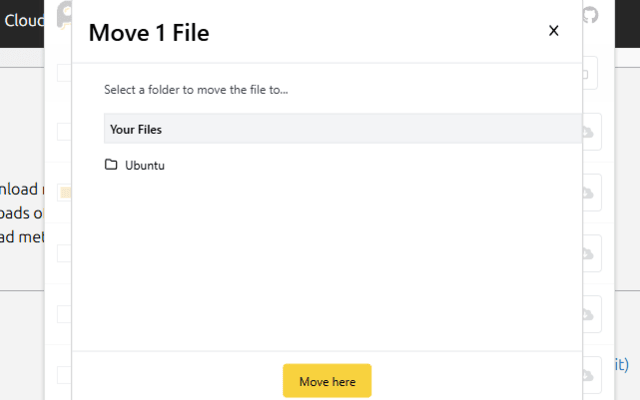 Cloud
Move 1 File
Select a folder to move the file to...
Your Files
Ubuntu
nload
oads o
ad met
it)
Move here